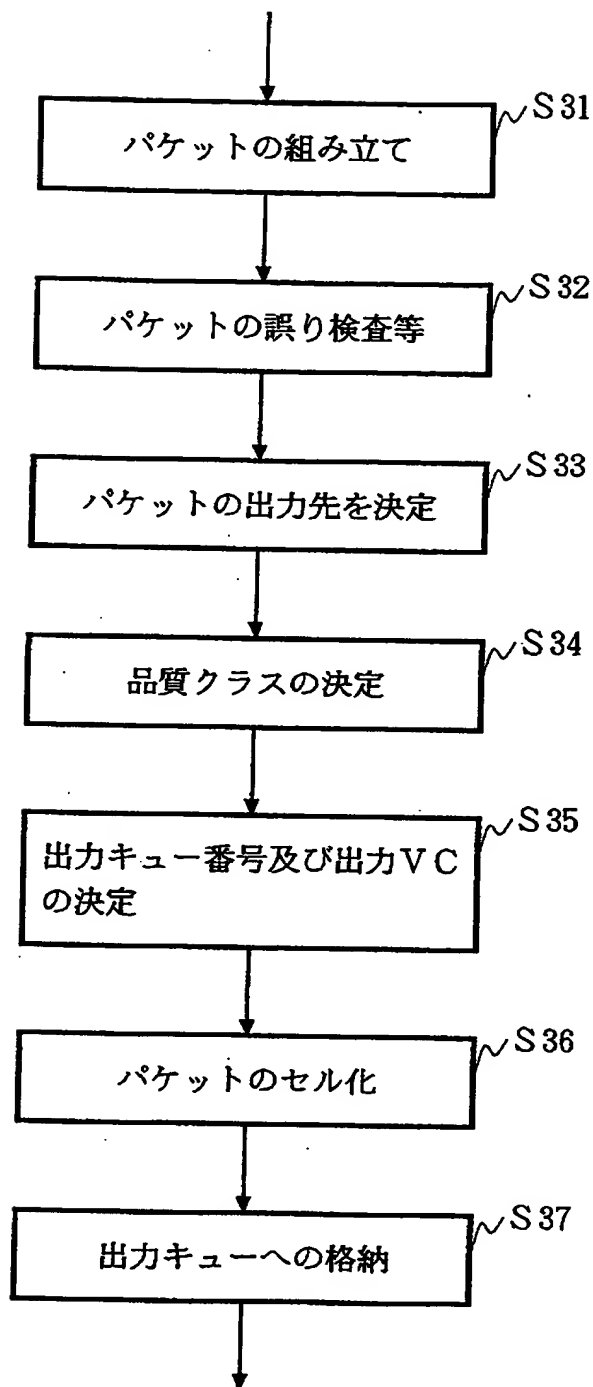 S31
パケットの組み立て
S32
パケットの誤り検査等
S33
パケットの出力先を決定
S34
品質クラスの決定
S35
出力キュー番号及び出力VC
の決定
S36
パケットのセル化
S37
出力キューへの格納